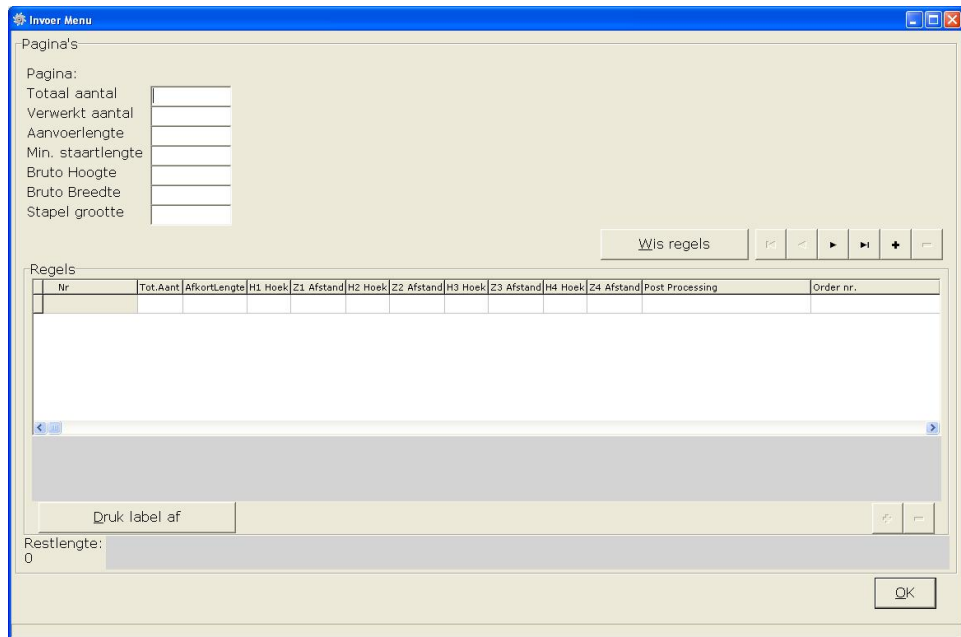 Invoer Menu
Pagina's
Pagina:
Totaal aantal
Verwerkt aantal
Aanvoerlengte
Min. staartlengte
Bruto Hoogte
Bruto Breedte
Stapel grootte
Wis regels
Regels
Nr Tot.Aant AfkortLengte H1 Hoek Z1 Afstand H2 Hoek Z2 Afstand H3 Hoek Z3 Afstand H4 Hoek Z4 Afstand Post Processing Order nr.
Druk label af
Restlengte:
0
OK